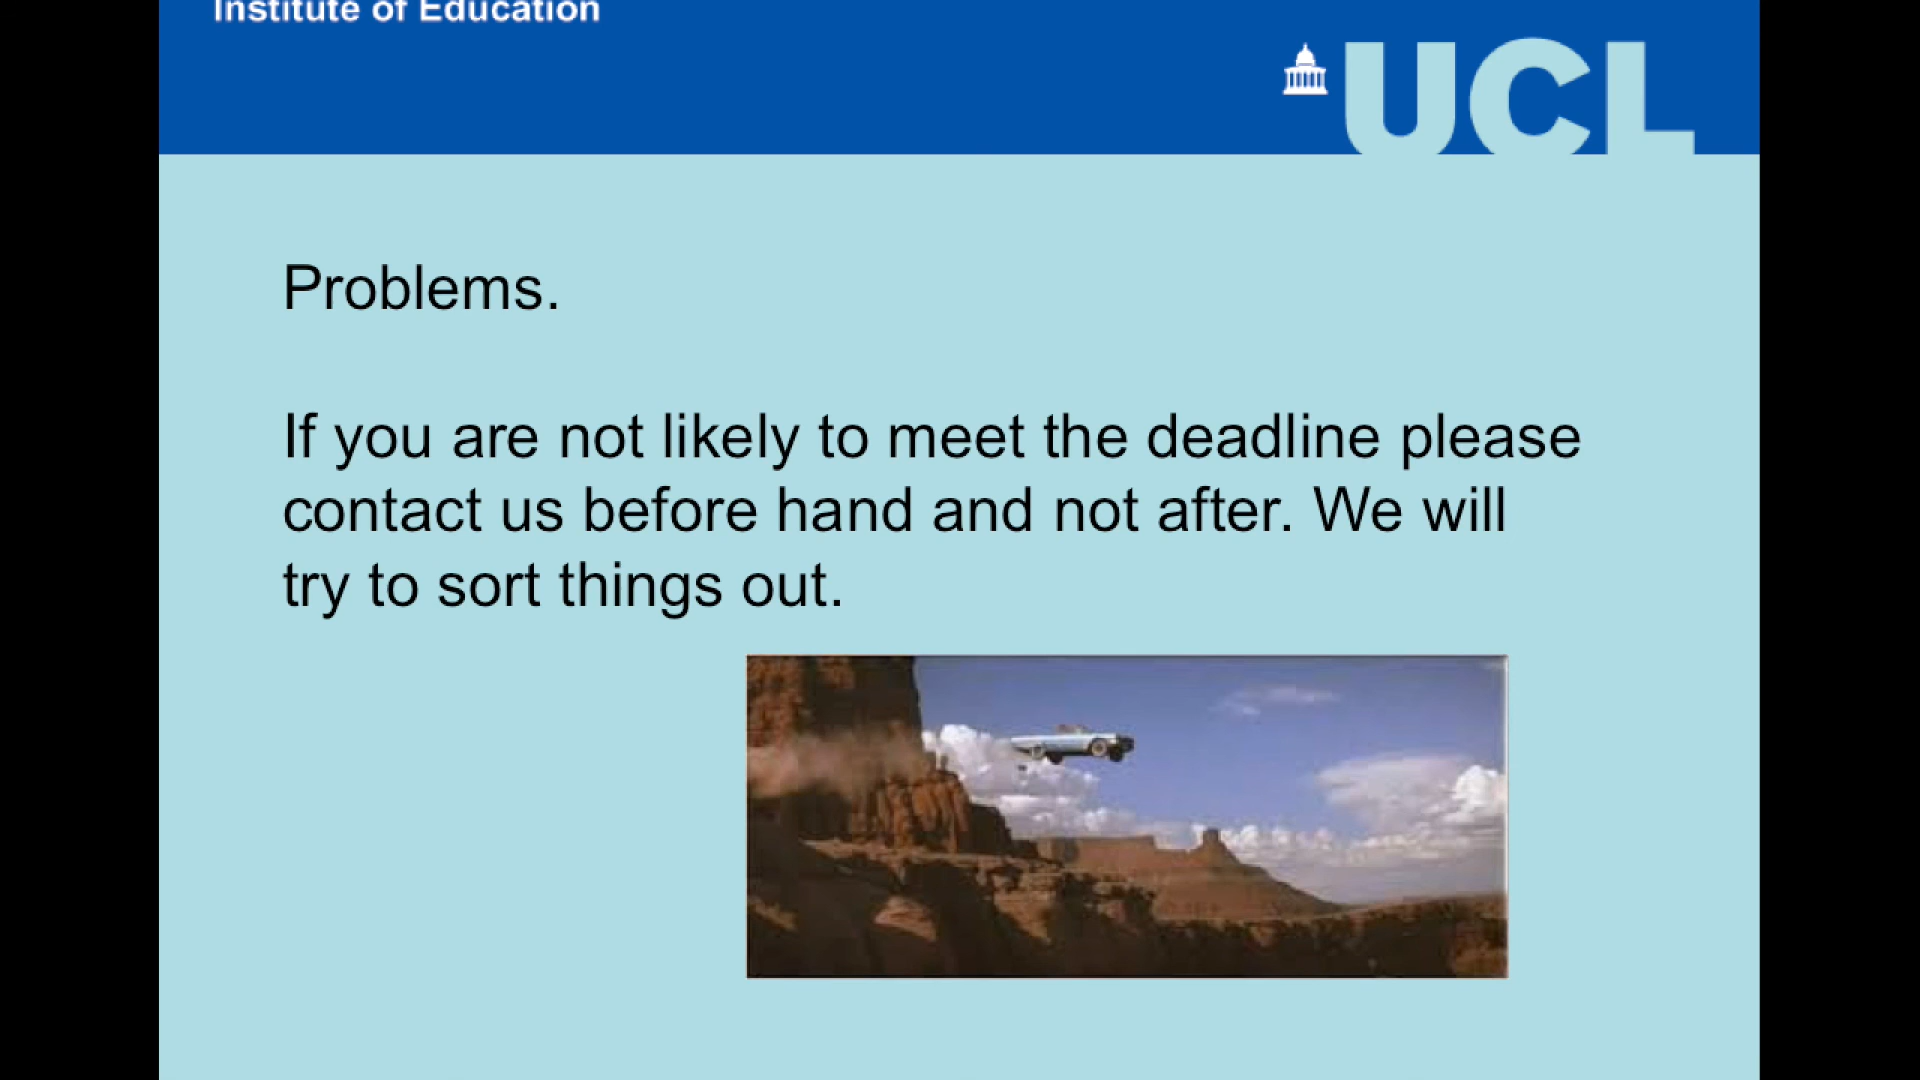 Institute of Education
UCL
Problems.
If you are not likely to meet the deadline please
contact us before hand and not after. We will
try to sort things out.